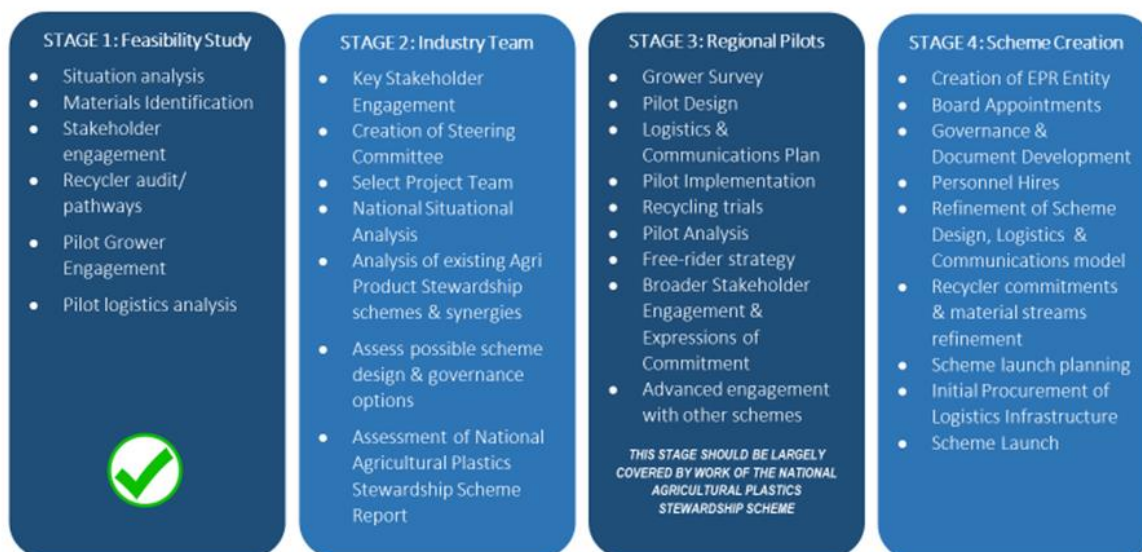 STAGE 1: Feasibility Study
• Situation analysis
• Materials Identification
• Stakeholder
engagement
• Recycler audit/
pathways
• Pilot Grower
Engagement
• Pilot logistics analysis
STAGE 2: Industry Team
• Key Stakeholder
Engagement
• Creation of Steering
Committee
• Select Project Team
• National Situational
Analysis
• Analysis of existing Agri
Product Stewardship
schemes & synergies
• Assess possible scheme
design & governance
options
• Assessment of National
Agricultural Plastics
Stewardship Scheme
Report
STAGE 3: Regional Pilots
• Grower Survey
• Pilot Design
• Logistics &
Communications Plan
• Pilot Implementation
• Recycling trials
• Pilot Analysis
• Free-rider strategy
• Broader Stakeholder
Engagement &
Expressions of
Commitment
• Advanced engagement
with other schemes
THIS STAGE SHOULD BE LARGELY
COVERED BY WORK OF THE NATIONAL
AGRICULTURAL PLASTICS
STEWARDSHIP SCHEME
STAGE 4: Scheme Creation
• Creation of EPR Entity
• Board Appointments
• Governance &
Document Development
• Personnel Hires
• Refinement of Scheme
Design, Logistics &
Communications model
• Recycler commitments
& material streams
refinement
• Scheme launch planning
• Initial Procurement of
Logistics Infrastructure
• Scheme Launch